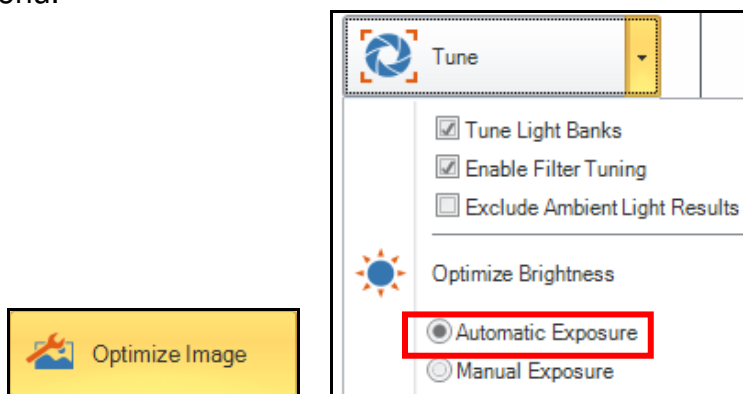 Tune
Tune Light Banks
Enable Filter Tuning
Exclude Ambient Light Results
Optimize Brightness
Automatic Exposure
Manual Exposure
Optimize Image